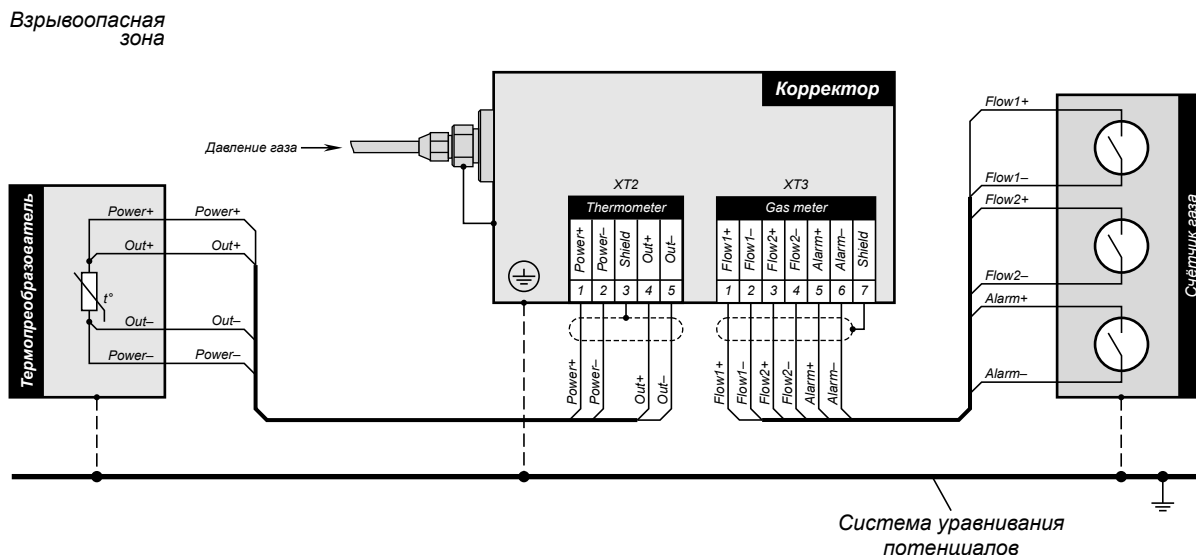 Взрывоопасная
зона
Корректор
Давление газа
XT2
XT3
Thermometer
Gas meter
Power+
Power–
Shield
Out+
Out–
Flow1+
Flow1–
Flow2+
Flow2–
Alarm+
Alarm–
Shield
1 2 3 4 5
1 2 3 4 5 6 7
Power+
Power–
Out+
Out–
Flow1+
Flow1–
Flow2+
Flow2–
Alarm+
Alarm–
Термопреобразователь
Power+ Power+
Out+ Out+
t°
Out– Out–
Power– Power–
Flow1+
Flow1–
Flow2+
Flow2–
Alarm+
Alarm–
Счётчик газа
Система уравнивания
потенциалов